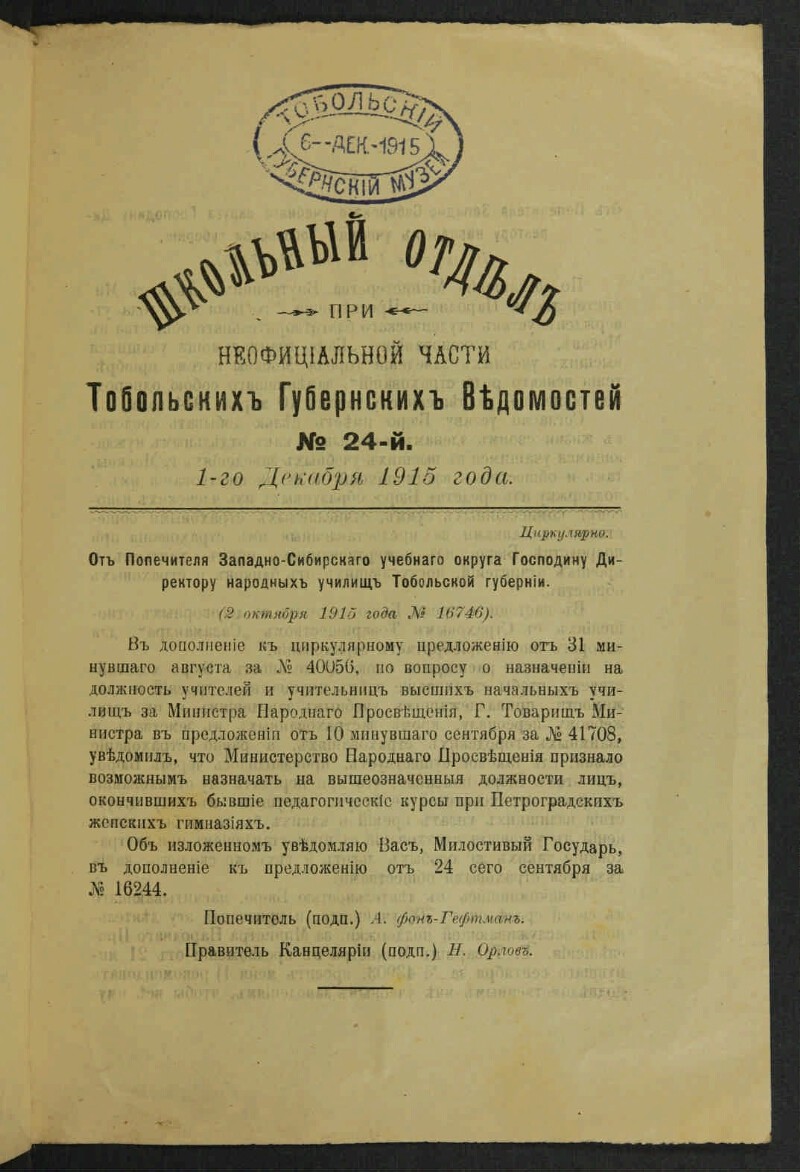 ТОБОЛЬСКІЙ
6--ДЕК.-1915
ГУБЕРНСКІЙ МУЗЕЙ
ШКОЛЬНЫЙ ОТДѢЛЪ
ПРИ
НЕОФИЦІАЛЬНОЙ ЧАСТИ
Тобольскихъ Губернскихъ Вѣдомостей
№ 24-й.
1-го Декабря 1915 года.
Циркулярно.
Отъ Попечителя Западно-Сибирскаго учебнаго округа Господину Ди-
ректору народныхъ училищъ Тобольской губерніи.
(2 октября 1915 года № 16746).
Въ дополненіе къ циркулярному предложенію отъ 31 ми-
нувшаго августа за № 40056, по вопросу о назначеніи на
должность учителей и учительницъ высшихъ начальныхъ учи-
лищъ за Министра Народнаго Просвѣщенія, Г. Товарищъ Ми-
нистра въ предложеніи отъ 10 минувшаго сентября за № 41708,
увѣдомилъ, что Министерство Народнаго Просвѣщенія признало
возможнымъ назначать на вышеозначенныя должности лицъ,
окончившихъ бывшіе педагогическіе курсы при Петроградскихъ
женскихъ гимназіяхъ.
Объ изложенномъ увѣдомляю Васъ, Милостивый Государь,
въ дополненіе къ предложенію отъ 24 сего сентября за
№ 16244.
Попечитель (подп.) А. фонъ-Гефтманъ.
Правитель Канцеляріи (подп.) Н. Орловъ.